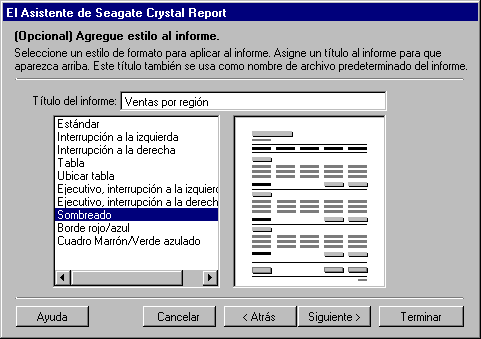 El Asistente de Seagate Crystal Report
(Opcional) Agregue estilo al informe.
Seleccione un estilo de formato para aplicar al informe. Asigne un título al informe para que
aparezca arriba. Este título también se usa como nombre de archivo predeterminado del informe.
Título del informe: Ventas por región
Estándar
Interrupción a la izquierda
Interrupción a la derecha
Tabla
Ubicar tabla
Ejecutivo, interrupción a la izquierd
Ejecutivo, interrupción a la derech
Sombreado
Borde rojo/azul
Cuadro Marrón/Verde azulado
Ayuda Cancelar < Atrás Siguiente > Terminar